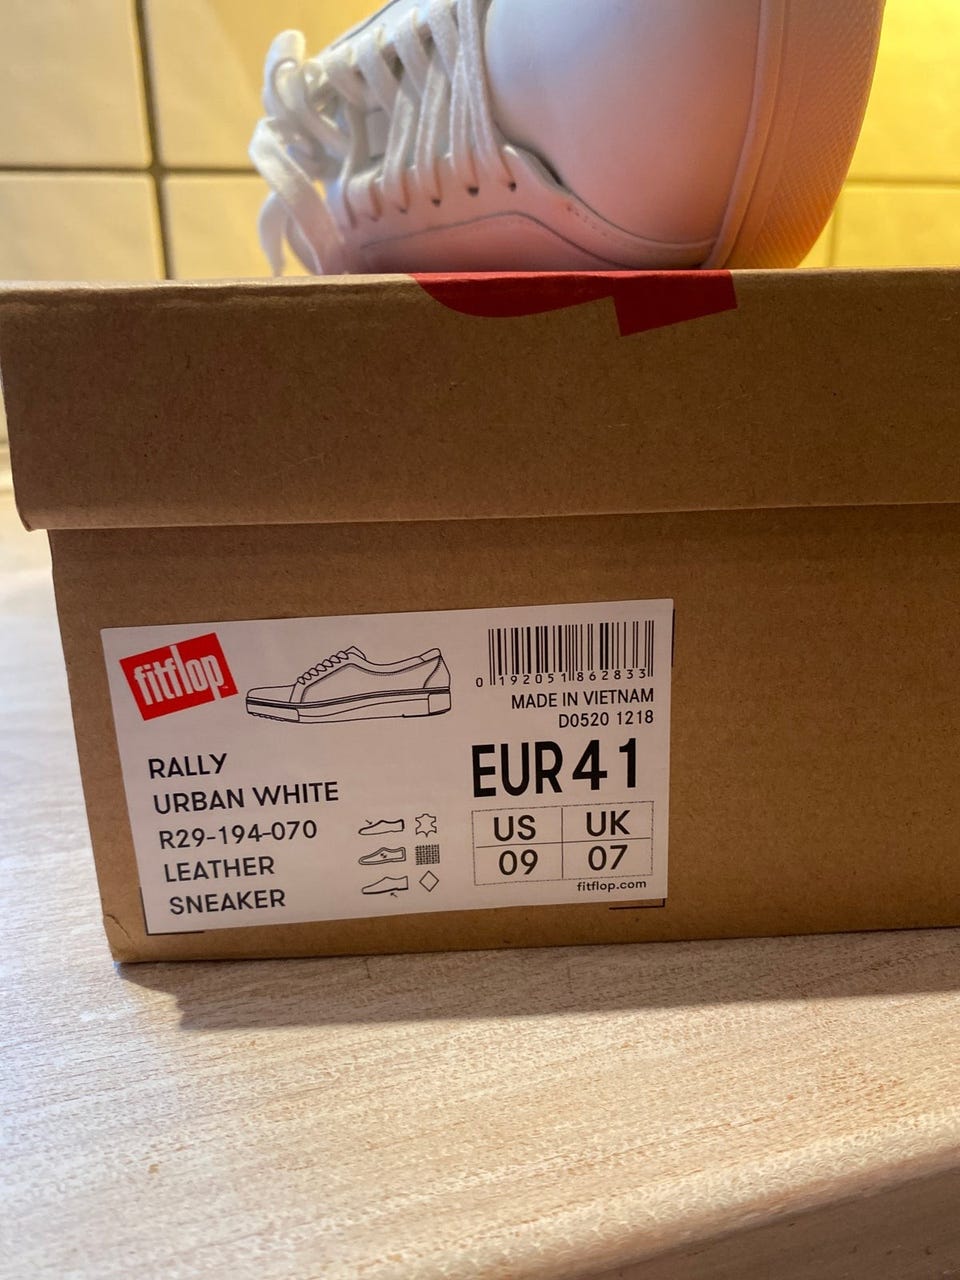 fitflop
0 192051 862833
MADE IN VIETNAM
D0520 1218
RALLY
URBAN WHITE
R29-194-070
LEATHER
SNEAKER
EUR 41
US UK
09 07
fitflop.com